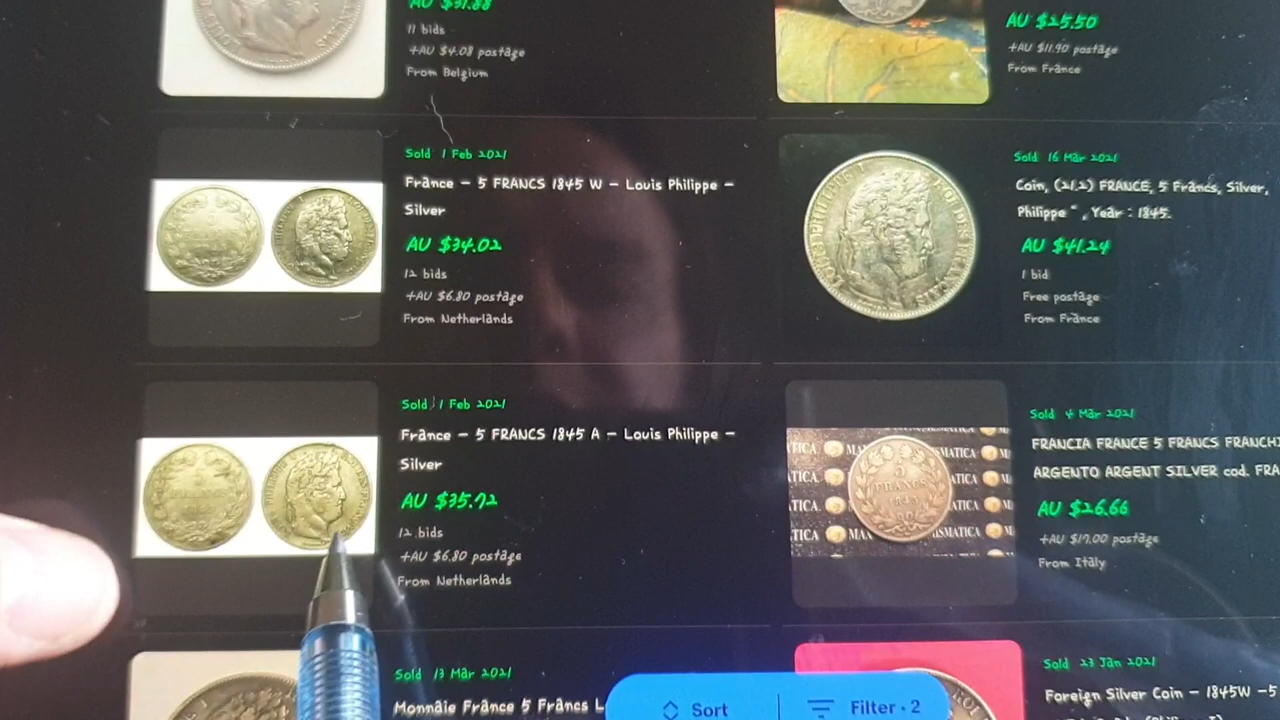 AU $31.88
11 bids
+AU $4.08 postage
From Belgium
AU $25.50
+AU $11.90 postage
From France
Sold 1 Feb 2021
France - 5 FRANCS 1845 W - Louis Philippe -
Silver
AU $34.02
12 bids
+AU $6.80 postage
From Netherlands
Sold 16 Mar 2021
Coin, (212) FRANCE, 5 Francs, Silver,
Philippe ", Year : 1845.
AU $41.24
1 bid
Free postage
From France
Sold 1 Feb 2021
France - 5 FRANCS 1845 A - Louis Philippe -
Silver
AU $35.72
12 bids
+AU $6.80 postage
From Netherlands
5
FRANCS
Sold 4 Mar 2021
FRANCIA FRANCE 5 FRANCS FRANCHI
ARGENTO ARGENT SILVER cod. FRA
AU $26.66
+AU $17.00 postage
From Italy
Sold 13 Mar 2021
Monnaie France 5 Francs L
Sold 23 Jan 2021
Foreign Silver Coin - 1845W -5
Sort
Filter · 2